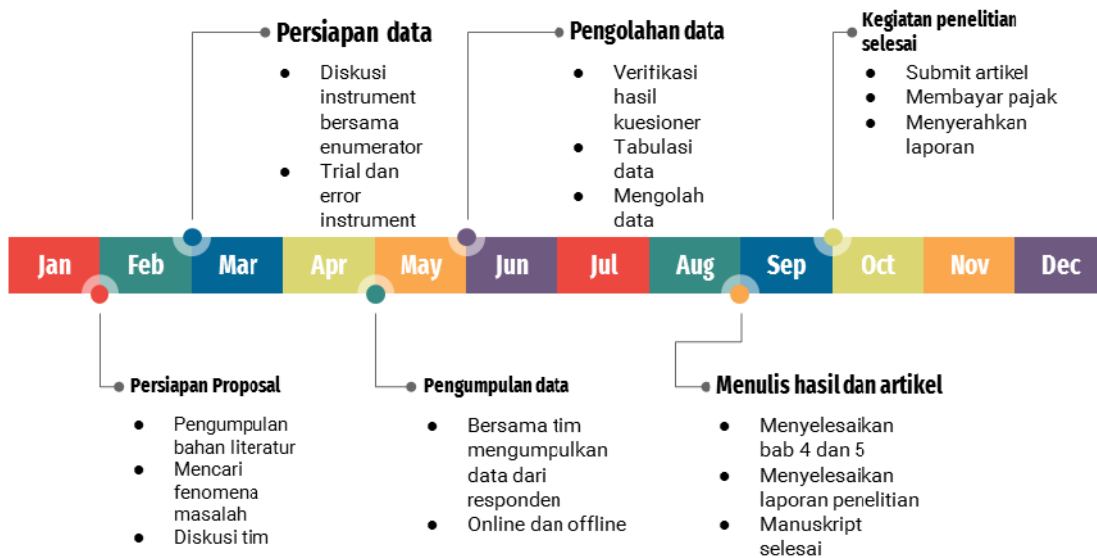 Persiapan data
● Diskusi
instrument
bersama
enumerator
● Trial dan
error
instrument
Pengolahan data
● Verifikasi
hasil
kuesioner
● Tabulasi
data
● Mengolah
data
Kegiatan penelitian
selesai
● Submit artikel
● Membayar pajak
● Menyerahkan
laporan
Jan Feb Mar Apr May Jun Jul Aug Sep Oct Nov Dec
Persiapan Proposal
● Pengumpulan
bahan literatur
● Mencari
fenomena
masalah
● Diskusi tim
Pengumpulan data
● Bersama tim
mengumpulkan
data dari
responden
● Online dan offline
Menulis hasil dan artikel
● Menyelesaikan
bab 4 dan 5
● Menyelesaikan
laporan penelitian
● Manuskript
selesai